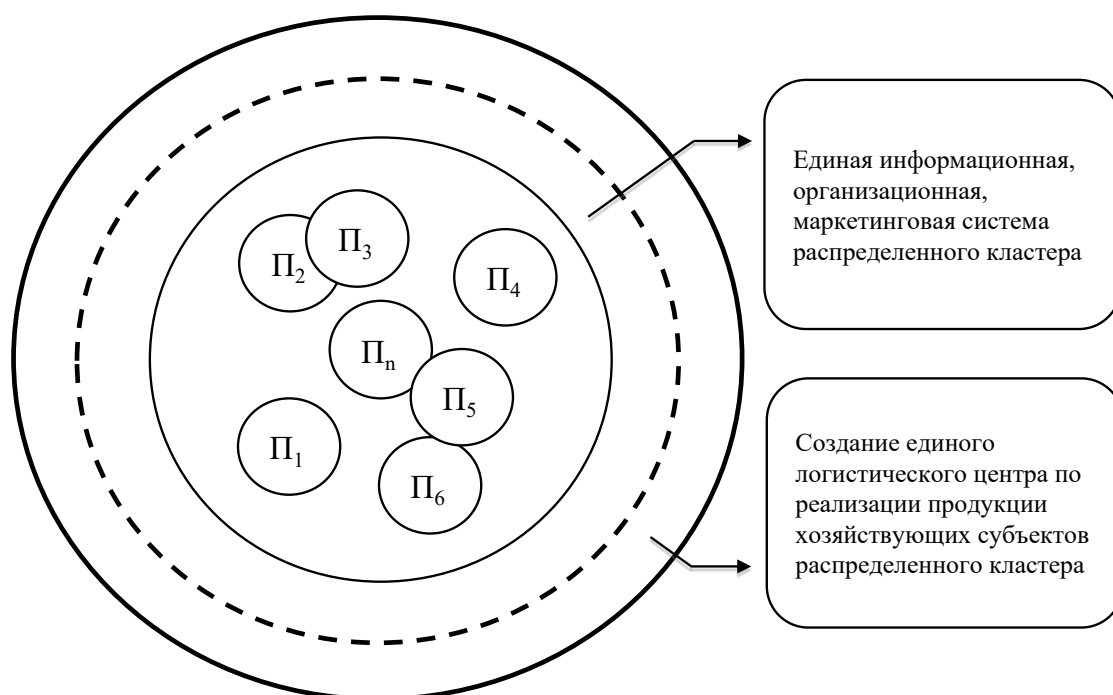 П3
П2
П4
Пn
П5
П1
П6
Единая информационная,
организационная,
маркетинговая система
распределенного кластера
Создание единого
логистического центра по
реализации продукции
хозяйствующих субъектов
распределенного кластера